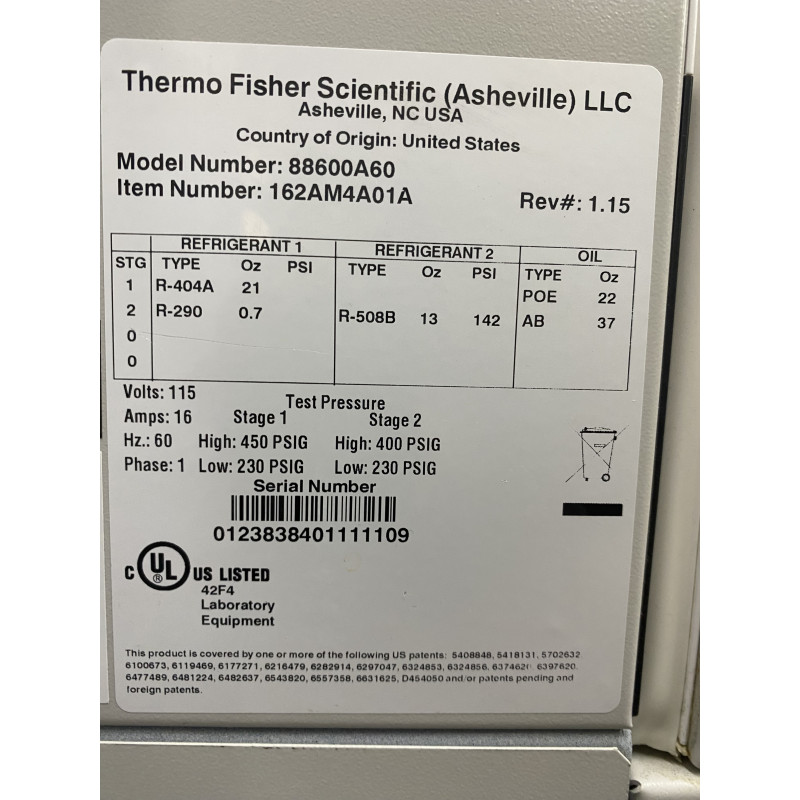 Thermo Fisher Scientific (Asheville) LLC
Asheville, NC USA
Country of Origin: United States
Model Number: 88600A60
Item Number: 162AM4A01A
Rev#: 1.15
REFRIGERANT 1 REFRIGERANT 2 OIL
STG TYPE Oz PSI TYPE Oz PSI TYPE Oz
1 R-404A 21 POE 22
2 R-290 0.7 R-508B 13 142 AB 37
0
0
Volts: 115 Test Pressure
Amps: 16 Stage 1 Stage 2
Hz.: 60 High: 450 PSIG High: 400 PSIG
Phase: 1 Low: 230 PSIG Low: 230 PSIG
Serial Number
0123838401111109
C UL ® US LISTED
42F4
Laboratory
Equipment
This product is covered by one or more of the following US patents: 5408848, 5418131, 5702632
6100673, 6119469, 6177271, 6216479, 6282914, 6297047, 6324853, 6324856, 6397620
6477489, 6481224, 6482637, 6543820, 6557358, 6631625, D454050 and/or patents pending and
foreign patents.